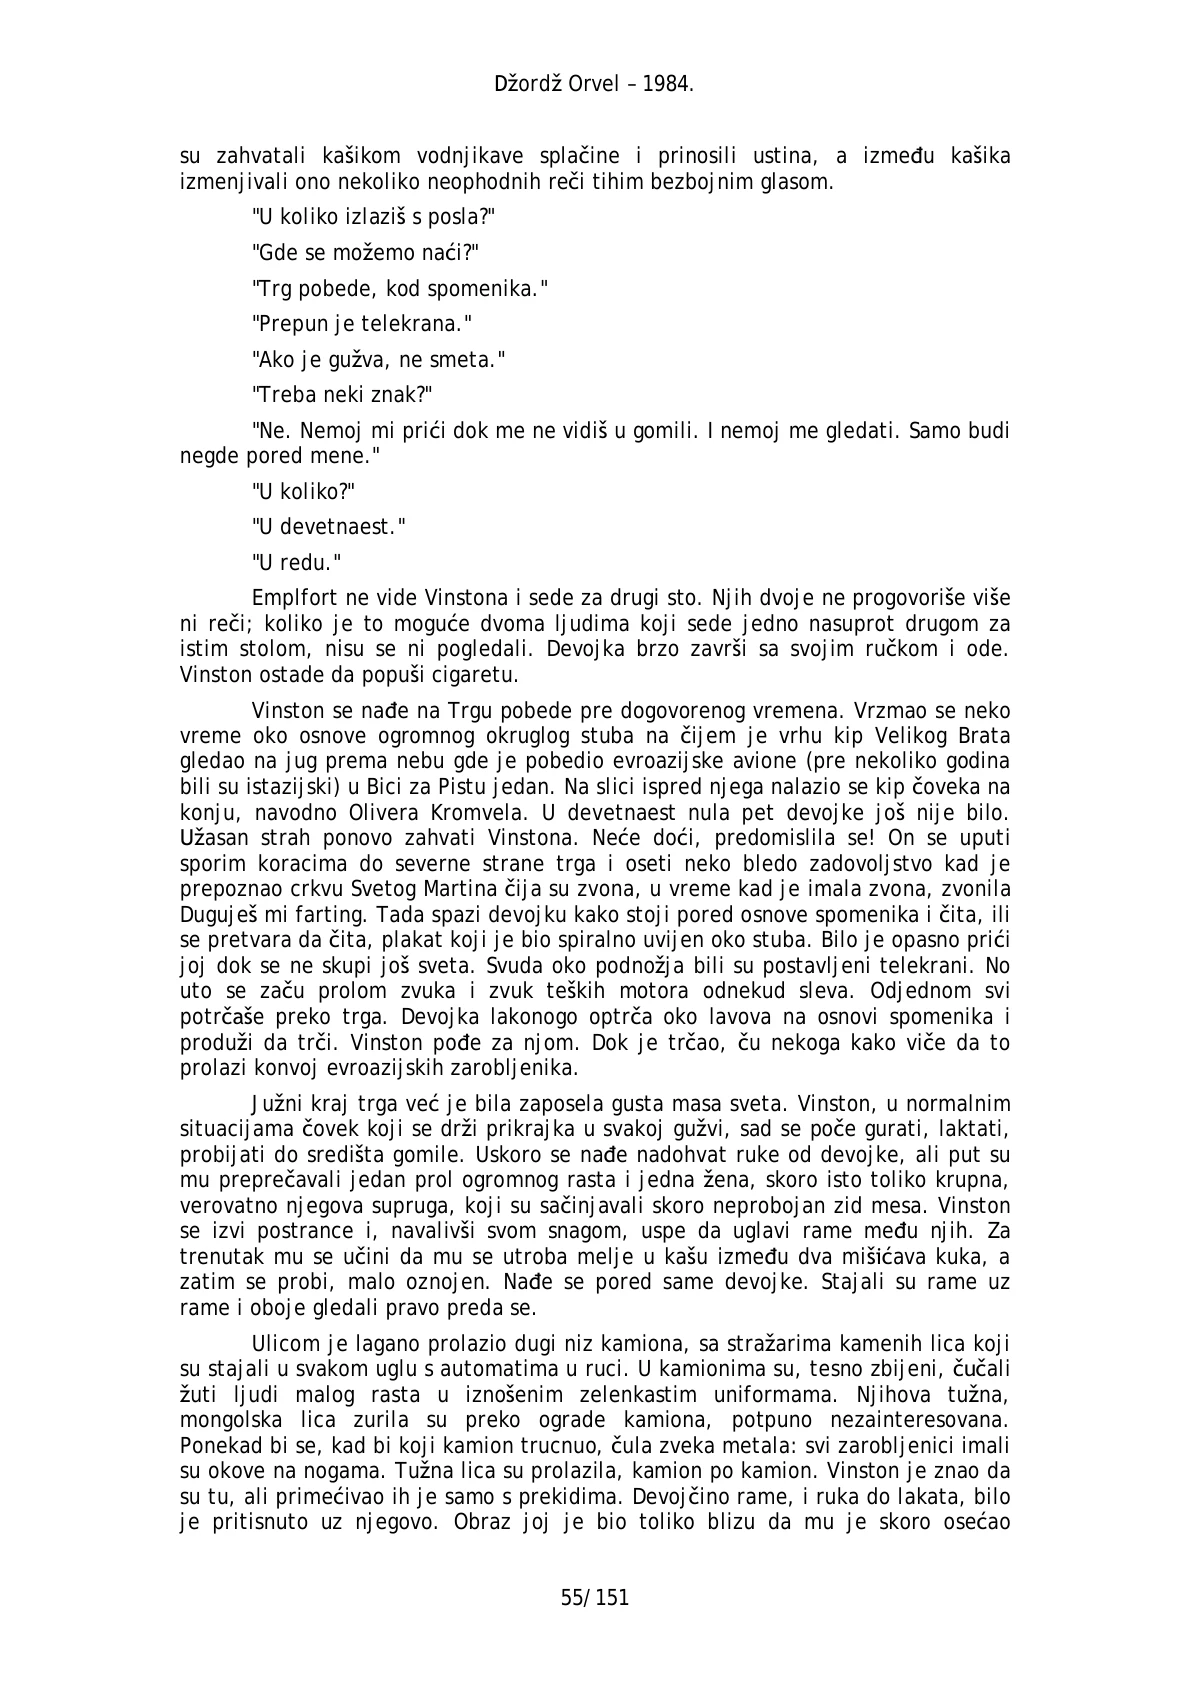 Džordž Orvel – 1984.
su zahvatali kašikom vodnjikave splačine i prinosili ustina, a između kašika
izmenjivali ono nekoliko neophodnih reči tihim bezbojnim glasom.
"U koliko izlaziš s posla?"
"Gde se možemo naći?"
"Trg pobede, kod spomenika."
"Prepun je telekrana."
"Ako je gužva, ne smeta."
"Treba neki znak?"
"Ne. Nemoj mi prići dok me ne vidiš u gomili. I nemoj me gledati. Samo budi
negde pored mene."
"U koliko?"
"U devetnaest."
"U redu."
Emplfort ne vide Vinstona i sede za drugi sto. Njih dvoje ne progovoriše više
ni reči; koliko je to moguće dvoma ljudima koji sede jedno nasuprot drugom za
istim stolom, nisu se ni pogledali. Devojka brzo završi sa svojim ručkom i ode.
Vinston ostade da popuši cigaretu.
Vinston se nađe na Trgu pobede pre dogovorenog vremena. Vrzmao se neko
vreme oko osnove ogromnog okruglog stuba na čijem je vrhu kip Velikog Brata
gledao na jug prema nebu gde je pobedio evroazijske avione (pre nekoliko godina
bili su istazijski) u Bici za Pistu jedan. Na slici ispred njega nalazio se kip čoveka na
konju, navodno Olivera Kromvela. U devetnaest nula pet devojke još nije bilo.
Užasan strah ponovo zahvati Vinstona. Neće doći, predomislila se! On se uputi
sporim koracima do severne strane trga i oseti neko bledo zadovoljstvo kad je
prepoznao crkvu Svetog Martina čija su zvona, u vreme kad je imala zvona, zvonila
Duguješ mi farting. Tada spazi devojku kako stoji pored osnove spomenika i čita, ili
se pretvara da čita, plakat koji je bio spiralno uvijen oko stuba. Bilo je opasno prići
joj dok se ne skupi još sveta. Svuda oko podnožja bili su postavljeni telekrani. No
uto se začu prolom zvuka i zvuk teških motora odnekud sleva. Odjednom svi
potrčaše preko trga. Devojka lakonogo optrča oko lavova na osnovi spomenika i
produži da trči. Vinston pođe za njom. Dok je trčao, ču nekoga kako viče da to
prolazi konvoj evroazijskih zarobljenika.
Južni kraj trga već je bila zaposela gusta masa sveta. Vinston, u normalnim
situacijama čovek koji se drži prikrajka u svakoj gužvi, sad se poče gurati, laktati,
probijati do središta gomile. Uskoro se nađe nadohvat ruke od devojke, ali put su
mu preprečavali jedan prol ogromnog rasta i jedna žena, skoro isto toliko krupna,
verovatno njegova supruga, koji su sačinjavali skoro neprobojan zid mesa. Vinston
se izvi postrance i, navalivši svom snagom, uspe da uglavi rame među njih. Za
trenutak mu se učini da mu se utroba melje u kašu između dva mišićava kuka, a
zatim se probi, malo oznojen. Nađe se pored same devojke. Stajali su rame uz
rame i oboje gledali pravo preda se.
Ulicom je lagano prolazio dugi niz kamiona, sa stražarima kamenih lica koji
su stajali u svakom uglu s automatima u ruci. U kamionima su, tesno zbijeni, čučali
žuti ljudi malog rasta u iznošenim zelenkastim uniformama. Njihova tužna,
mongolska lica zurila su preko ograde kamiona, potpuno nezainteresovana.
Ponekad bi se, kad bi koji kamion trucnuo, čula zveka metala: svi zarobljenici imali
su okove na nogama. Tužna lica su prolazila, kamion po kamion. Vinston je znao da
su tu, ali primećivao ih je samo s prekidima. Devojčino rame, i ruka do lakata, bilo
je pritisnuto uz njegovo. Obraz joj je bio toliko blizu da mu je skoro osećao
55/151